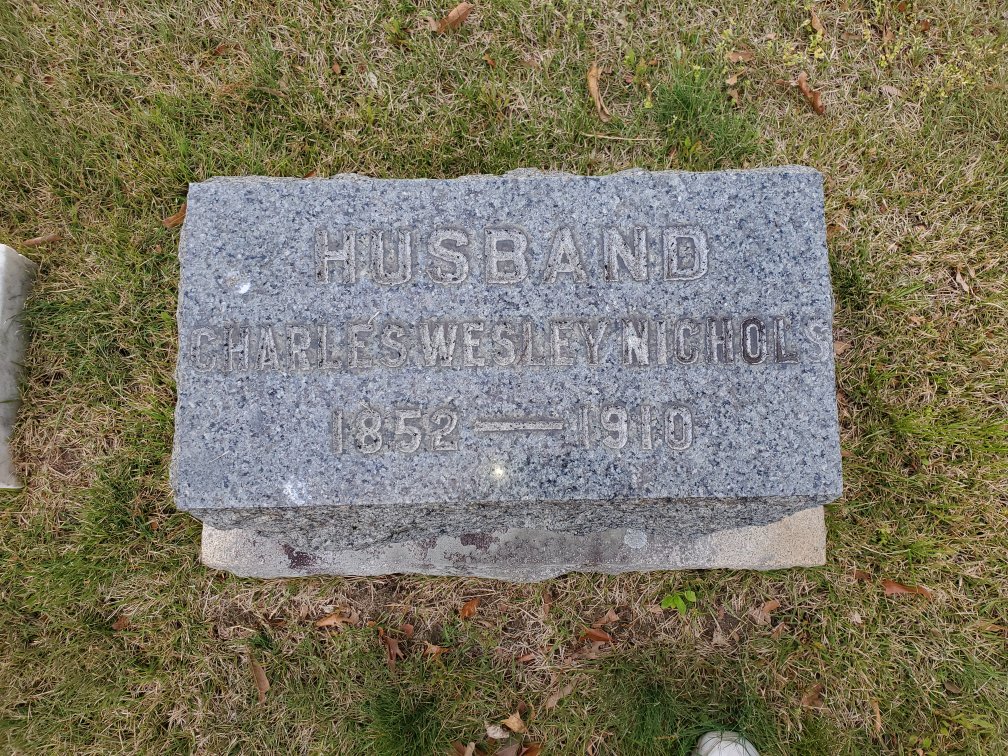 HUSBAND
CHARLES WESLEY NICHOLS
1852 — 1910